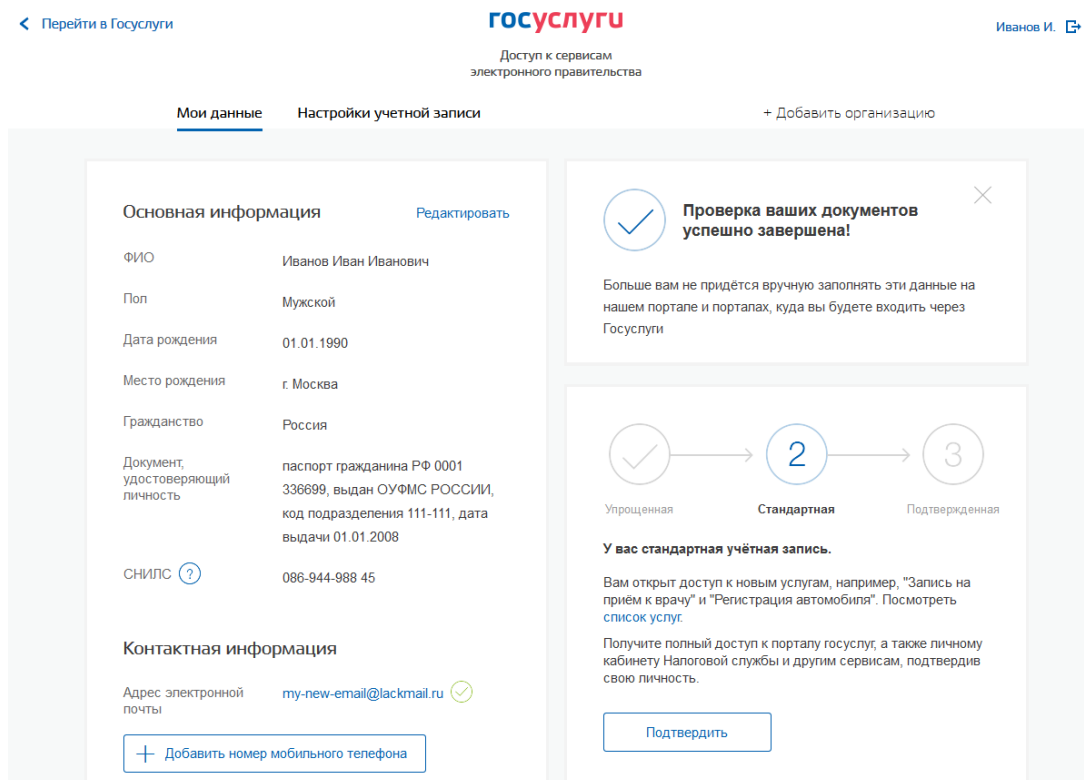 Перейти в Госуслуги
госуслуги
Иванов И.
Доступ к сервисам
электронного правительства
Мои данные
Настройки учетной записи
+ Добавить организацию
Основная информация
Редактировать
ФИО
Иванов Иван Иванович
Пол
Мужской
Дата рождения
01.01.1990
Место рождения
г. Москва
Гражданство
Россия
Документ,
удостоверяющий
личность
паспорт гражданина РФ 0001
336699, выдан ОУФМС РОССИИ,
код подразделения 111-111, дата
выдачи 01.01.2008
СНИЛС ?
086-944-988 45
Контактная информация
Адрес электронной
почты
my-new-email@lackmail.ru
+ Добавить номер мобильного телефона
Проверка ваших документов
успешно завершена!
Больше вам не придётся вручную заполнять эти данные на
нашем портале и порталах, куда вы будете входить через
Госуслуги
2
3
Упрощенная
Стандартная
Подтвержденная
У вас стандартная учётная запись.
Вам открыт доступ к новым услугам, например, "Запись на
приём к врачу" и "Регистрация автомобиля". Посмотреть
список услуг.
Получите полный доступ к порталу госуслуг, а также личному
кабинету Налоговой службы и другим сервисам, подтвердив
свою личность.
Подтвердить